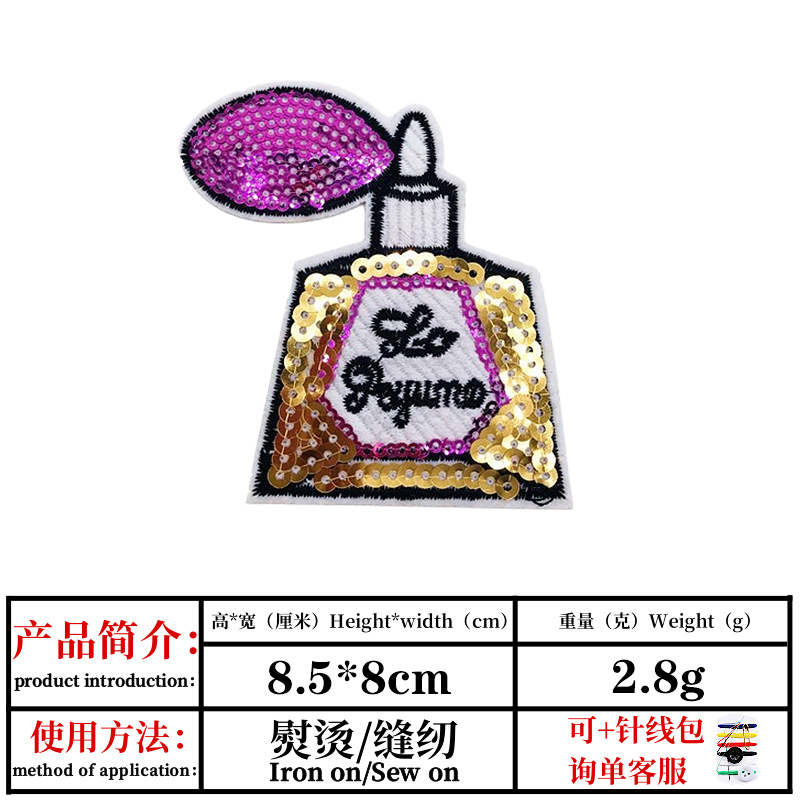 Lo
Payumo
产品简介：
product introduction:
高*宽（厘米）Height*width（cm）
重量（克）Weight（g）
8.5*8cm
2.8g
使用方法：
method of application:
熨烫/缝纫
Iron on/Sew on
可+针线包
询单客服